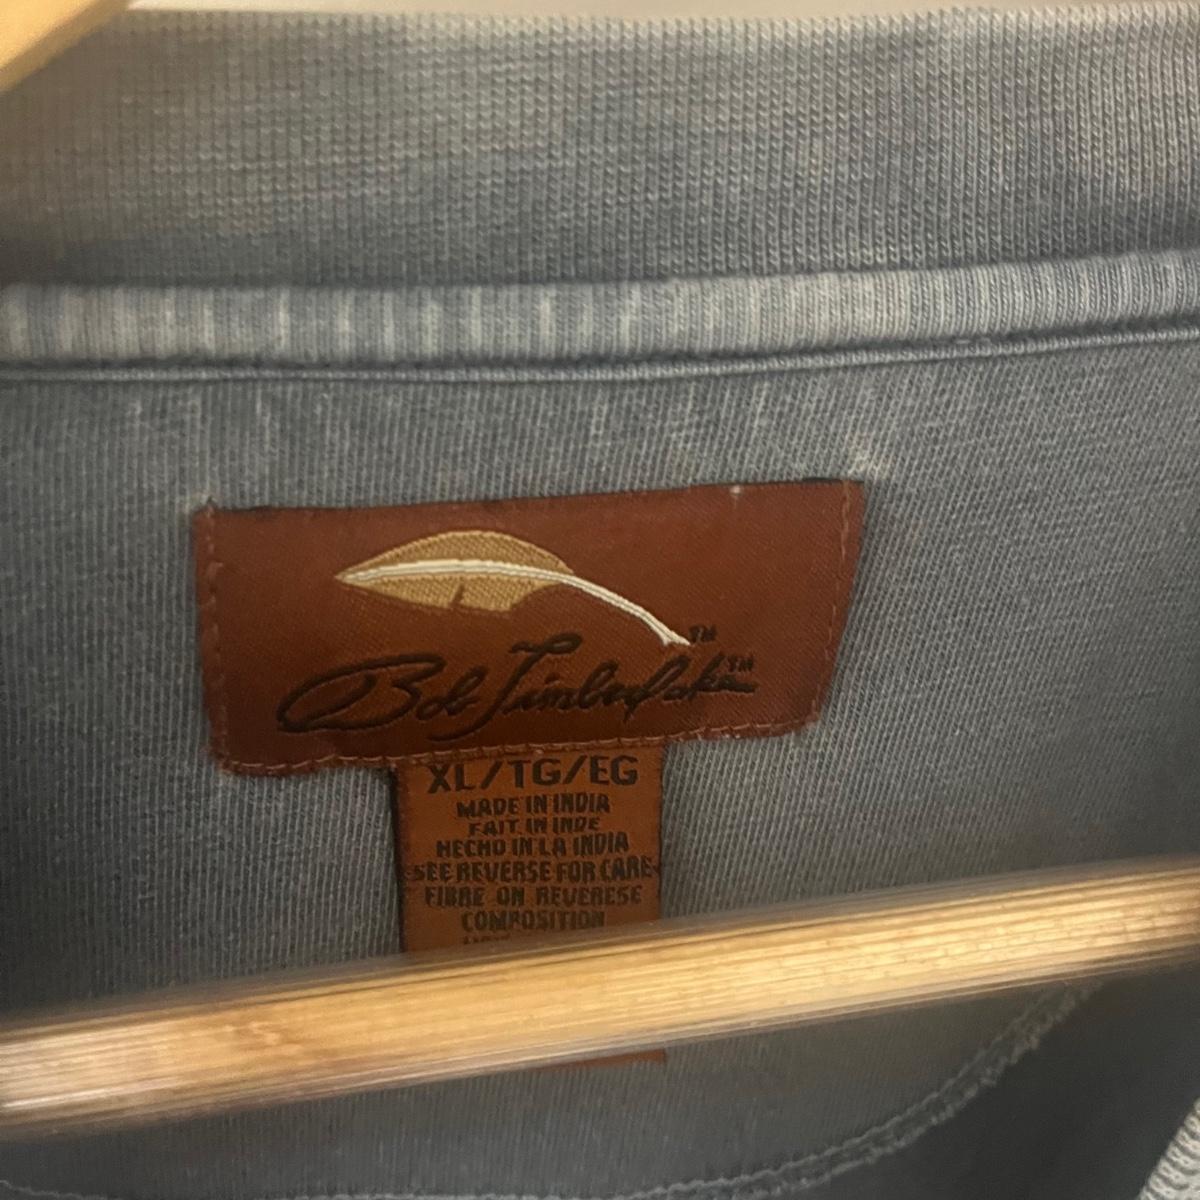 TM
Bob Timberlake TM
XL/TG/EG
MADE IN INDIA
FAIT IN INDE
HECHO IN LA INDIA
SEE REVERSE FOR CARE
FIBRE ON REVERESE
COMPOSITION